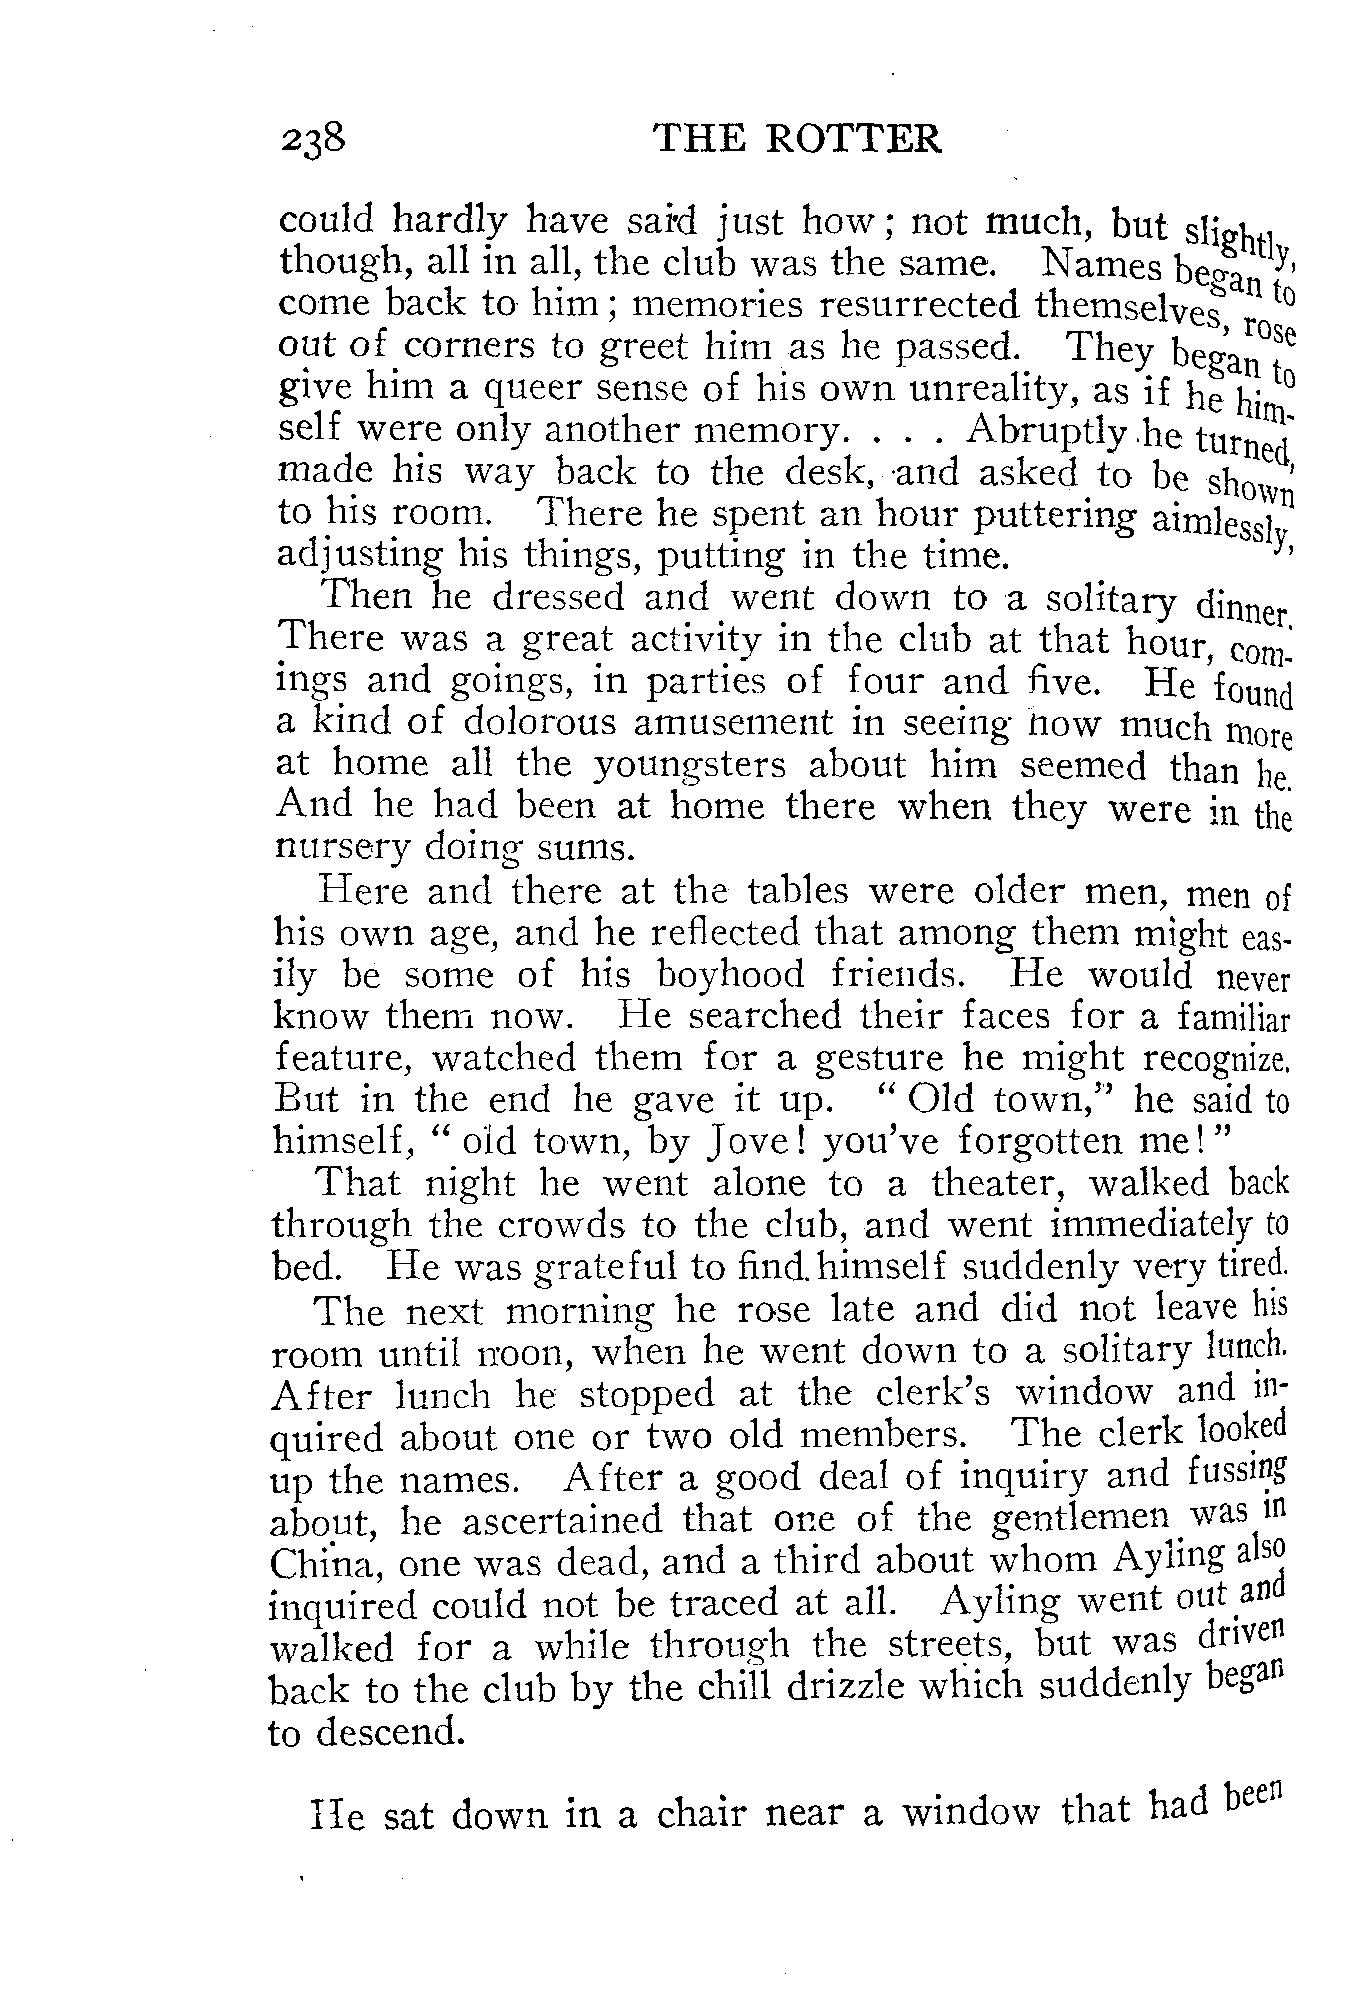 238 THE ROTTER
could hardly have said just how; not much, but slightly,
though, all in all, the club was the same. Names began to
come back to him; memories resurrected themselves, rose
out of corners to greet him as he passed. They began to
give him a queer sense of his own unreality, as if he him-
self were only another memory. . . . Abruptly he turned,
made his way back to the desk, and asked to be shown
to his room. There he spent an hour puttering aimlessly,
adjusting his things, putting in the time.
Then he dressed and went down to a solitary dinner.
There was a great activity in the club at that hour, com-
ings and goings, in parties of four and five. He found
a kind of dolorous amusement in seeing how much more
at home all the youngsters about him seemed than he.
And he had been at home there when they were in the
nursery doing sums.
Here and there at the tables were older men, men of
his own age, and he reflected that among them might eas-
ily be some of his boyhood friends. He would never
know them now. He searched their faces for a familiar
feature, watched them for a gesture he might recognize.
But in the end he gave it up. " Old town," he said to
himself, " old town, by Jove! you've forgotten me!"
That night he went alone to a theater, walked back
through the crowds to the club, and went immediately to
bed. He was grateful to find himself suddenly very tired.
The next morning he rose late and did not leave his
room until noon, when he went down to a solitary lunch.
After lunch he stopped at the clerk's window and in-
quired about one or two old members. The clerk looked
up the names. After a good deal of inquiry and fussing
about, he ascertained that one of the gentlemen was in
China, one was dead, and a third about whom Ayling also
inquired could not be traced at all. Ayling went out and
walked for a while through the streets, but was driven
back to the club by the chill drizzle which suddenly began
to descend.
He sat down in a chair near a window that had been